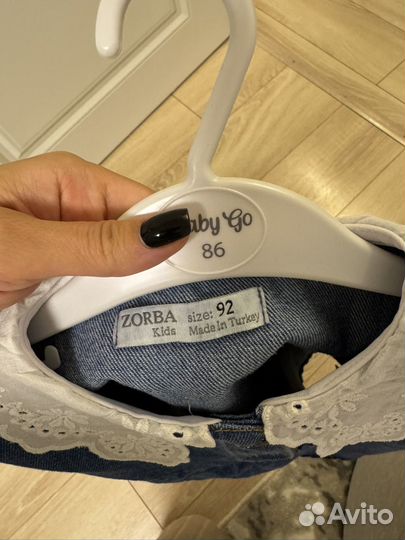 aby Go
86
ZORBA size: 92
Kids Made In Turkey
Avito